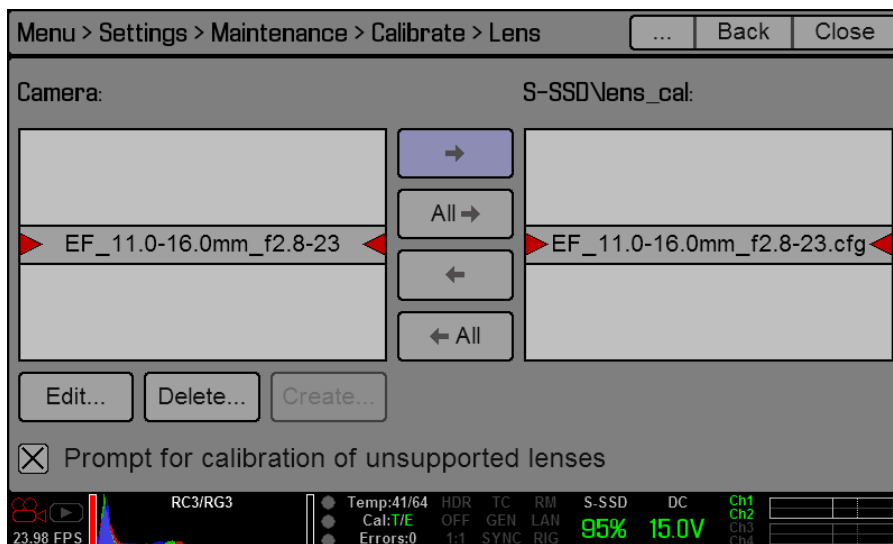 Menu > Settings > Maintenance > Calibrate > Lens ... Back Close
Camera: S-SSD\lens_cal:
→
All →
EF_11.0-16.0mm_f2.8-23 EF_11.0-16.0mm_f2.8-23.cfg
←
← All
Edit... Delete... Create...
Prompt for calibration of unsupported lenses
RC3/RG3 Temp:41/64 HDR TC RM S-SSD DC Ch1
Cal:T/E OFF GEN LAN 95% 15.0V Ch2
23.98 FPS Errors:0 1:1 SYNC RIG Ch3
Ch4